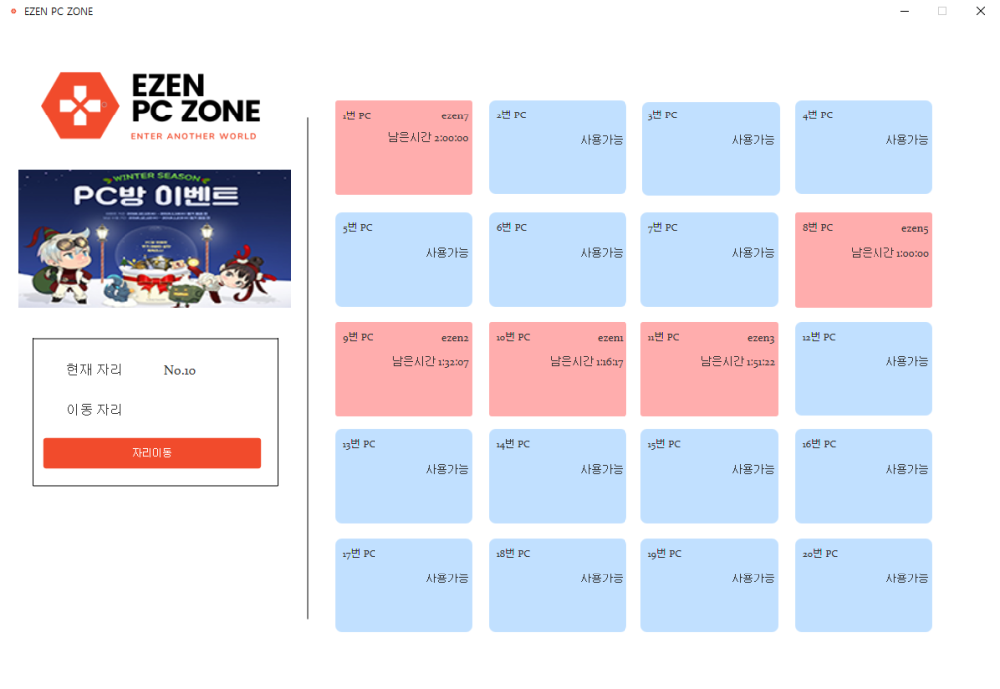 EZEN PC ZONE
EZEN
PC ZONE
ENTER ANOTHER WORLD
WINTER SEASON
PC방 이벤트
현재 자리 No.10
이동 자리
자리이동
1번 PC ezen7
남은시간 2:00:00
2번 PC
사용가능
3번 PC
사용가능
4번 PC
사용가능
5번 PC
사용가능
6번 PC
사용가능
7번 PC
사용가능
8번 PC ezen5
남은시간 1:00:00
9번 PC ezen2
남은시간 1:32:07
10번 PC ezen1
남은시간 1:16:17
11번 PC ezen3
남은시간 1:51:22
12번 PC
사용가능
13번 PC
사용가능
14번 PC
사용가능
15번 PC
사용가능
16번 PC
사용가능
17번 PC
사용가능
18번 PC
사용가능
19번 PC
사용가능
20번 PC
사용가능